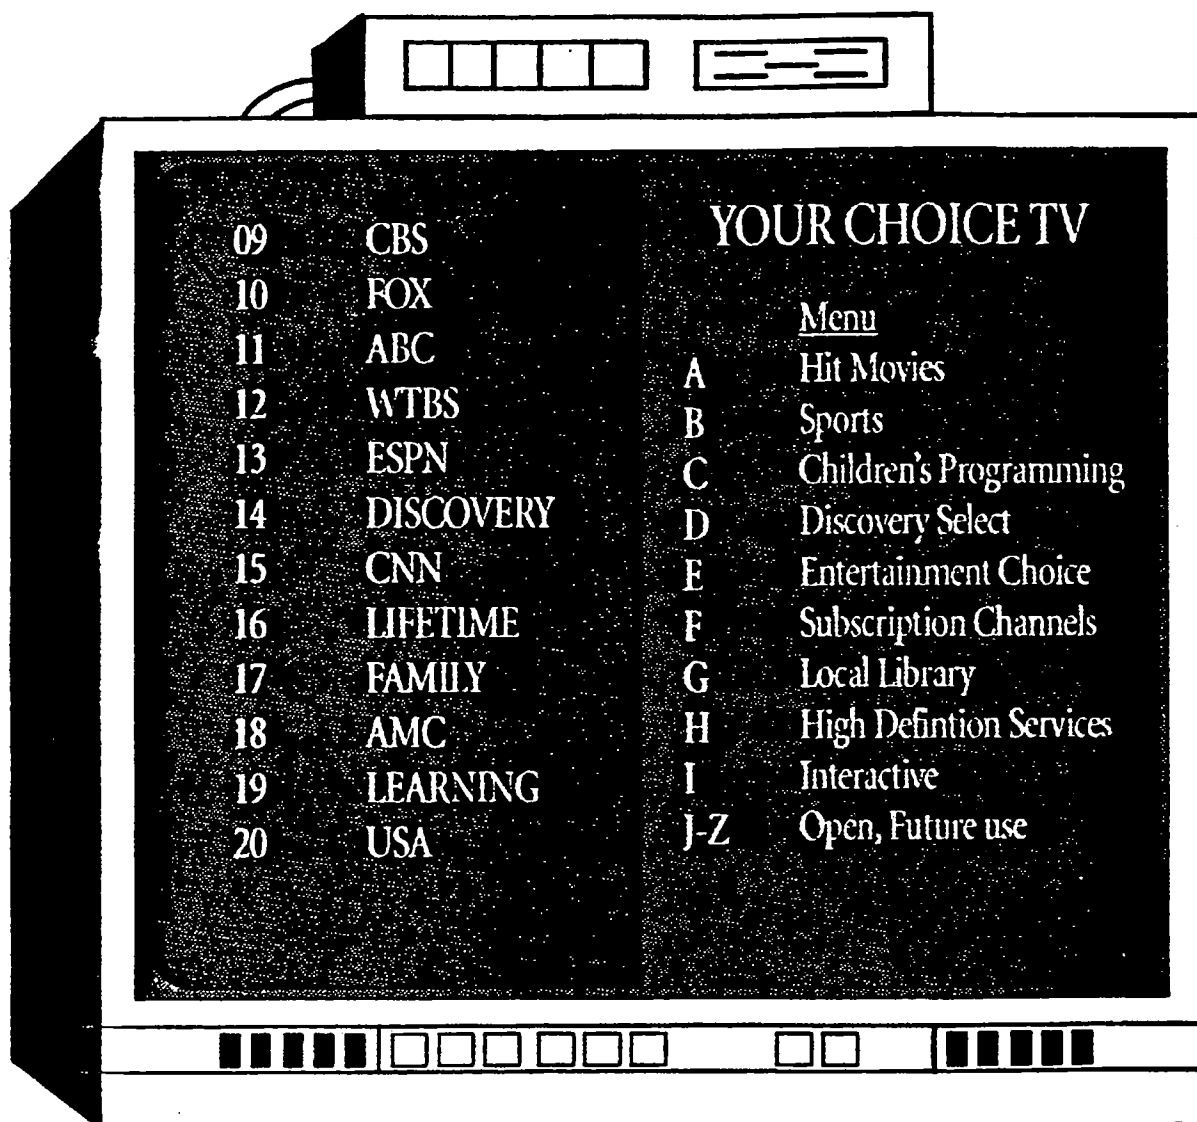 09 CBS
10 FOX
11 ABC
12 WTBS
13 ESPN
14 DISCOVERY
15 CNN
16 LIFETIME
17 FAMILY
18 AMC
19 LEARNING
20 USA
YOUR CHOICE TV
Menu
A Hit Movies
B Sports
C Children's Programming
D Discovery Select
E Entertainment Choice
F Subscription Channels
G Local Library
H High Defintion Services
I Interactive
J-Z Open, Future use